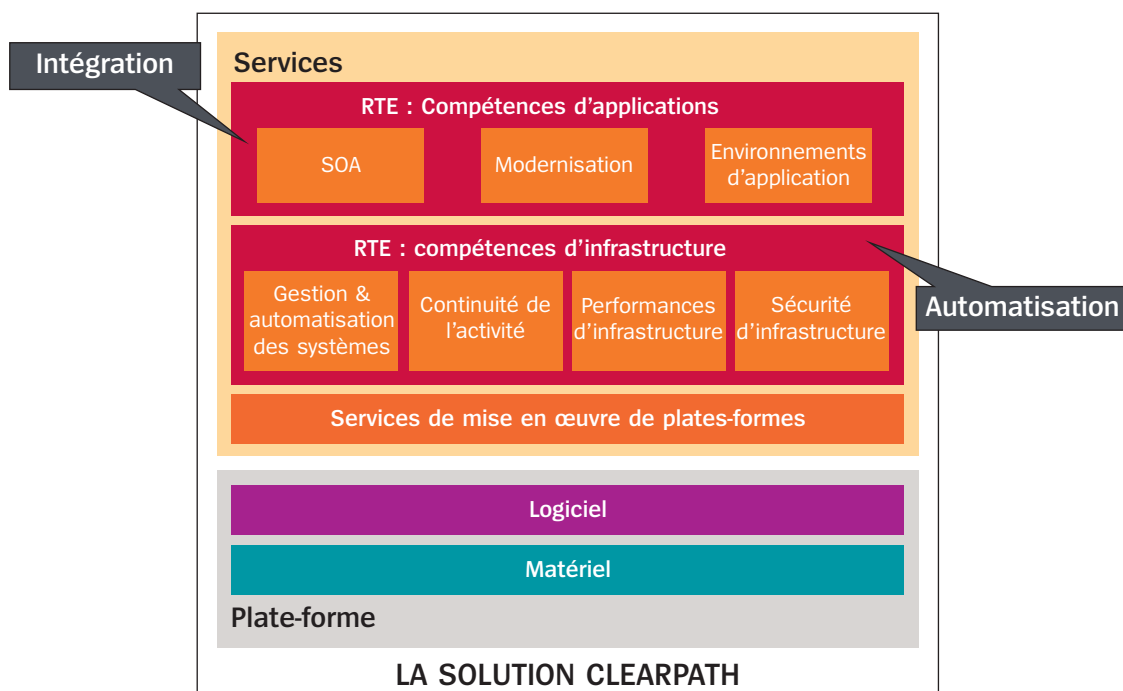 Intégration
Services
RTE : Compétences d'applications
SOA
Modernisation
Environnements
d'application
RTE : compétences d'infrastructure
Gestion &
automatisation
des systèmes
Continuité de
l'activité
Performances
d'infrastructure
Sécurité
d'infrastructure
Automatisation
Services de mise en œuvre de plates-formes
Logiciel
Matériel
Plate-forme
LA SOLUTION CLEARPATH